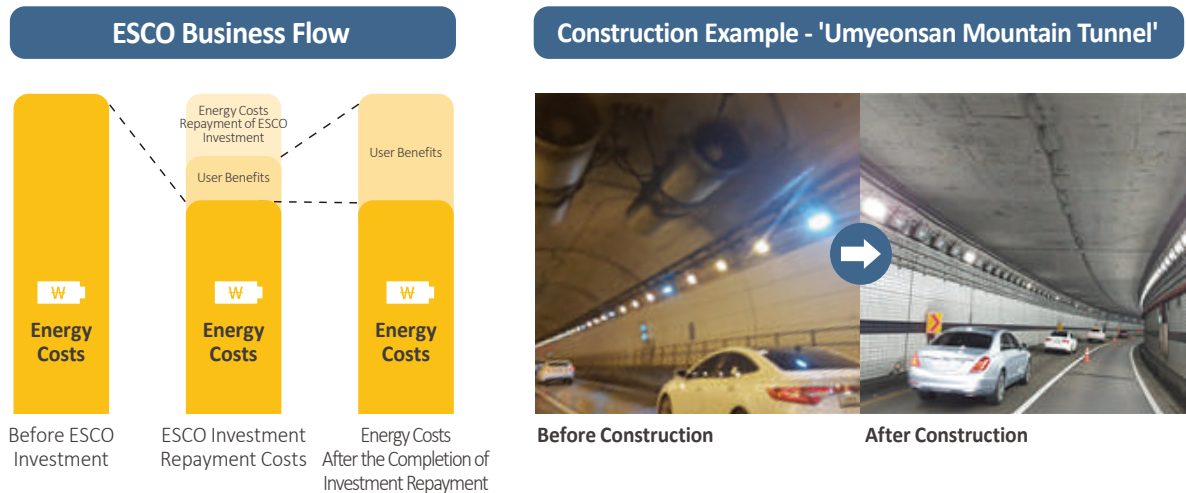 ESCO Business Flow
Energy Costs
Repayment of ESCO
Investment
User Benefits
User Benefits
₩
Energy
Costs
₩
Energy
Costs
₩
Energy
Costs
Before ESCO
Investment
ESCO Investment
Repayment Costs
Energy Costs
After the Completion of
Investment Repayment
Construction Example - 'Umyeonsan Mountain Tunnel'
Before Construction
After Construction